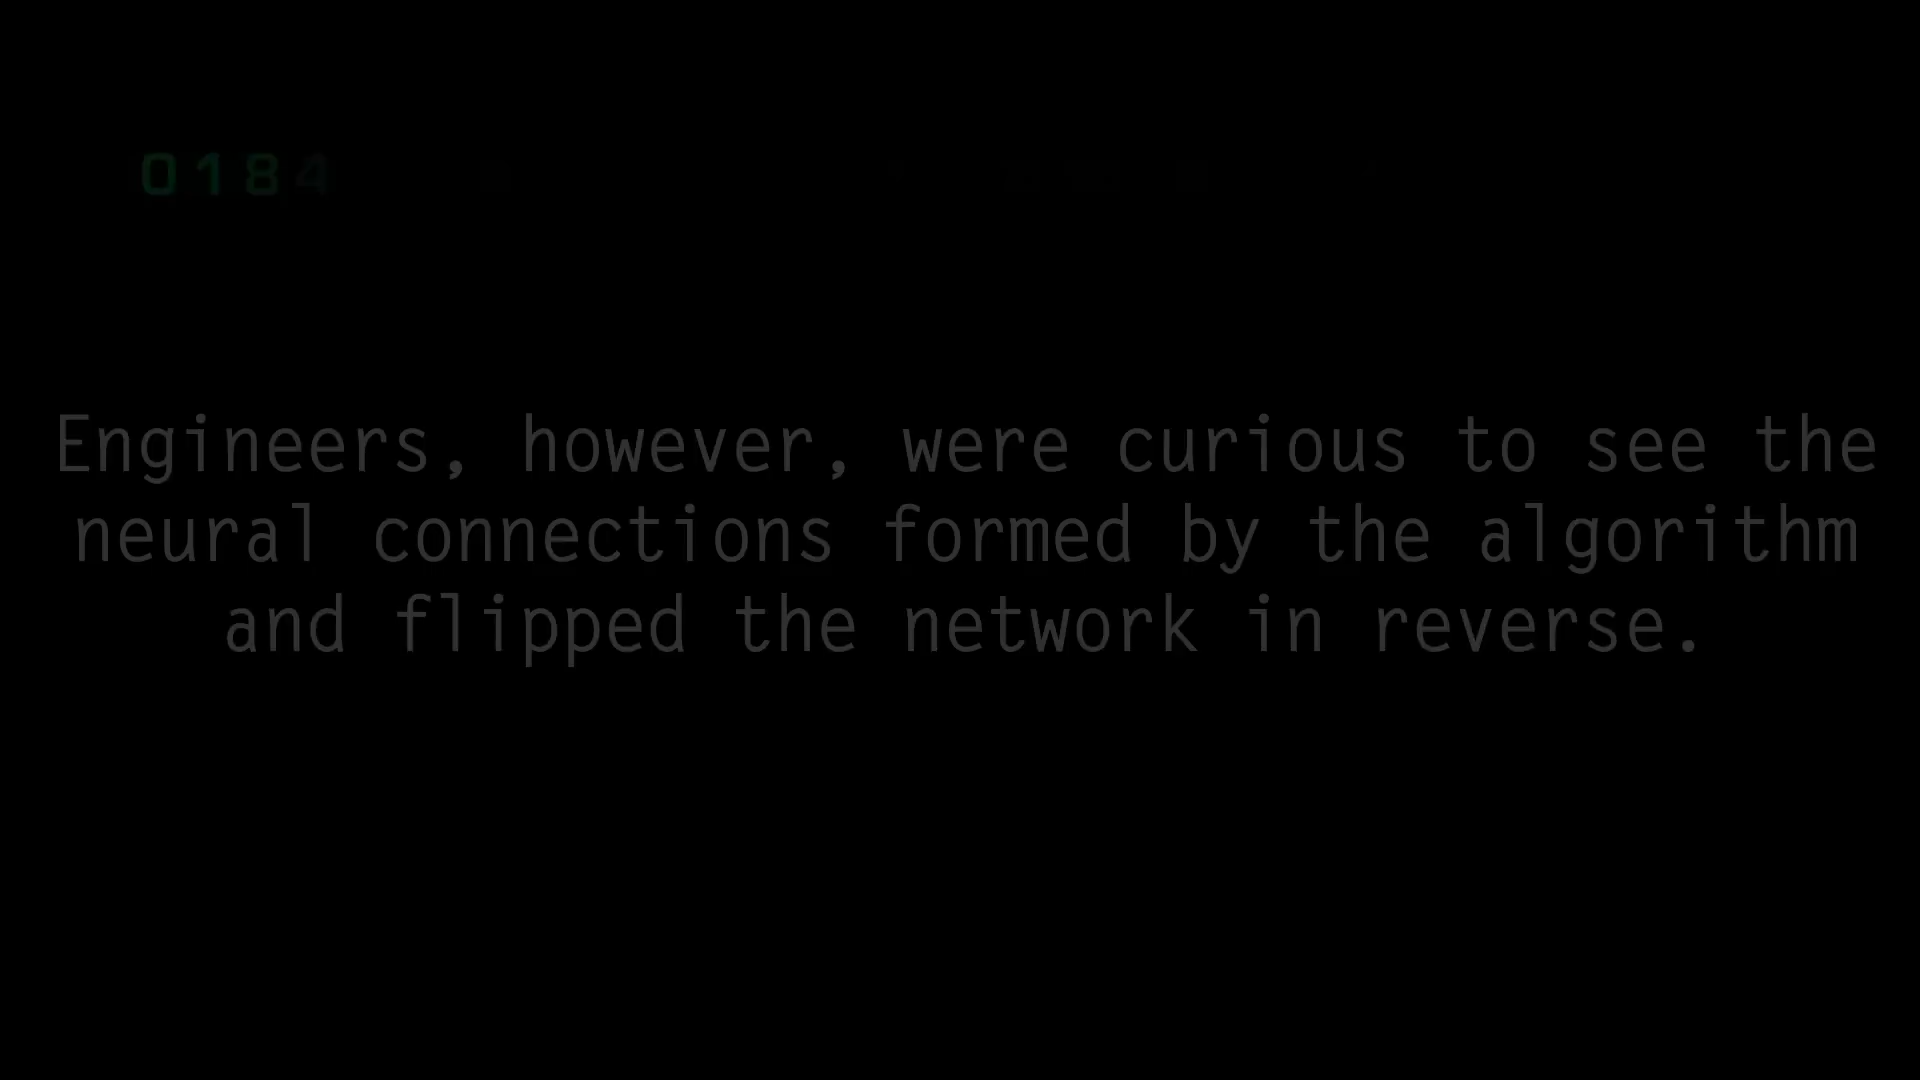 0184
Engineers, however, were curious to see the
neural connections formed by the algorithm
and flipped the network in reverse.